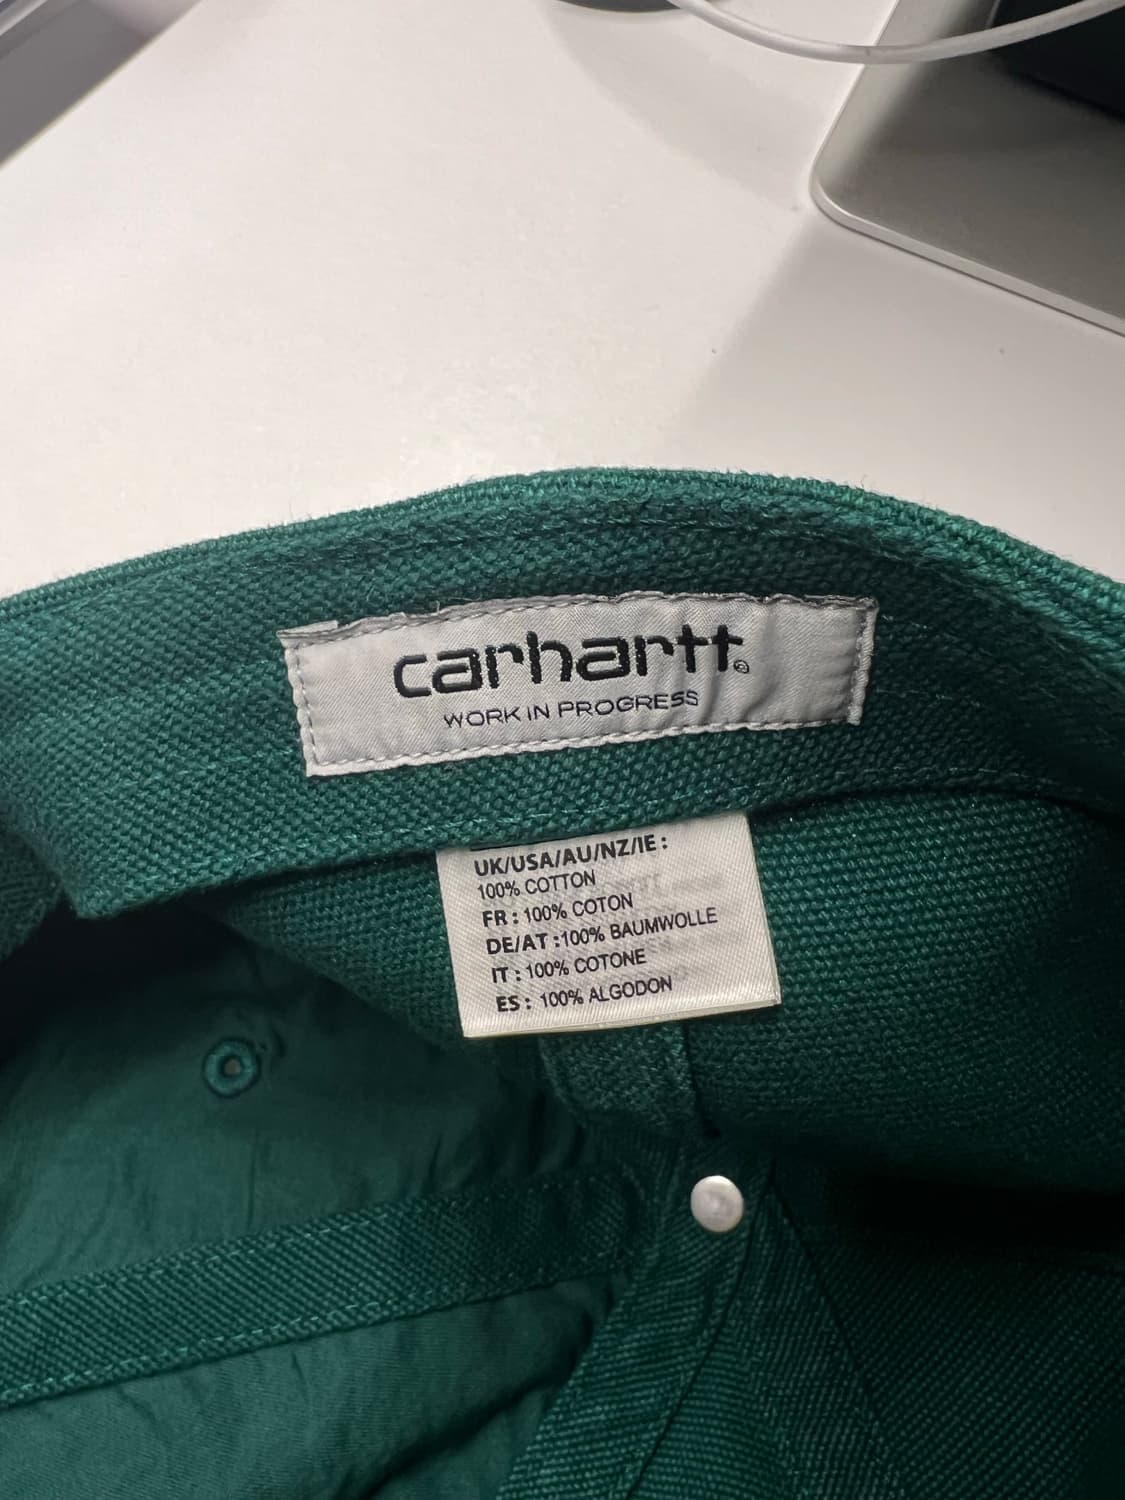 carhartt®
WORK IN PROGRESS
UK/USA/AU/NZ/IE :
100% COTTON
FR : 100% COTON
DE/AT :100% BAUMWOLLE
IT : 100% COTONE
ES : 100% ALGODON